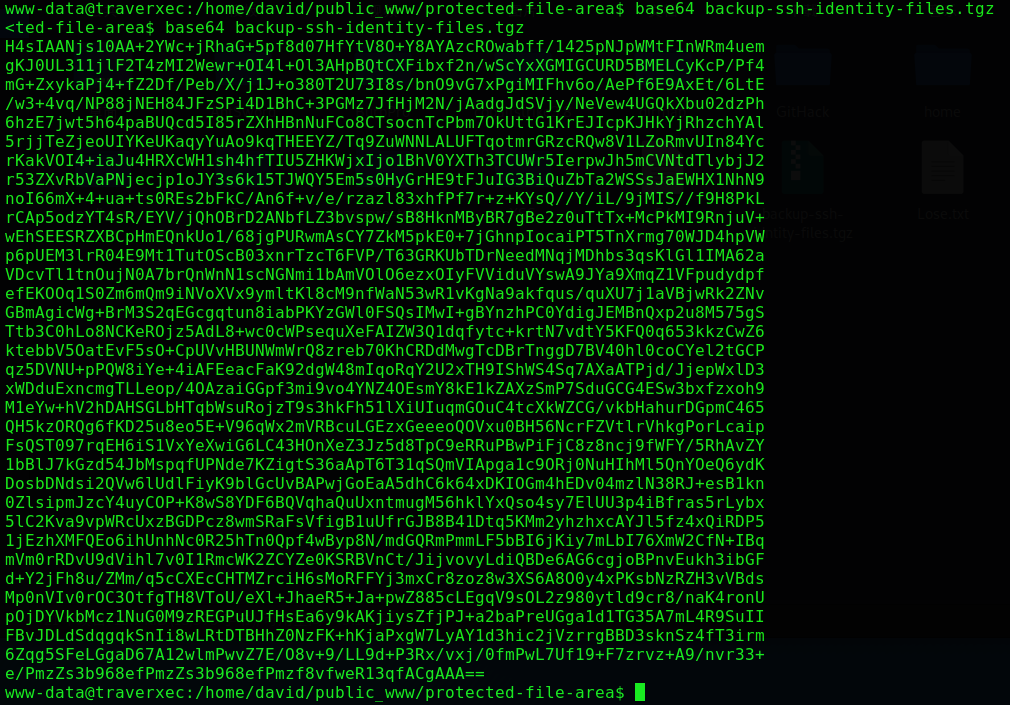 www-data@traverxec:/home/david/public_www/protected-file-area$ base64 backup-ssh-identity-files.tgz
<ted-file-area$ base64 backup-ssh-identity-files.tgz
H4sIAANjs10AA+2YWc+jRhaG+5pf8d07HfYtV8O+Y8AYAzcROwabff/1425pNJpWMtFInWRm4uem
gKJ0UL311jlF2T4zMI2Wewr+OI4l+Ol3AHpBQtCXFibxf2n/wScYxXGMIGCURD5BMELCyKcP/Pf4
mG+ZxykaPj4+fZ2Df/Peb/X/j1J+o380T2U73I8s/bnO9vG7xPgiMIFhv6o/AePf6E9AxEt/6LtE
/w3+4vq/NP88jNEH84JFzSPi4D1BhC+3PGMz7JfHjM2N/jAadgJdSVjy/NeVew4UGQkXbu02dzPh
6hzE7jwt5h64paBUQcd5I85rZXhHBnNuFCo8CTsocnTcPbm7OkUttG1KrEJIcpKJHkYjRhzchYAl
5rjjTeZjeoUIYKeUKaqyYuAo9kqTHEEYZ/Tq9ZuWNNLALUFTqotmrGRzcRQw8V1LZoRmvUIn84Yc
rKakVOI4+iaJu4HRXcWH1sh4hfTIU5ZHKWjxIjo1BhV0YXTh3TCUWr5IerpwJh5mCVNtdTlybjJ2
r53ZXvRbVaPNjecjp1oJY3s6k15TJWQY5Em5s0HyGrHE9tFJuIG3BiQuZbTa2WSSsJaEWHX1NhN9
noI66mX+4+ua+ts0REs2bFkC/An6f+v/e/rzazl83xhfPf7r+z+KYsQ//Y/iL/9jMIS//f9H8PkL
rCAp5odzYT4sR/EYV/jQhOBrD2ANbfLZ3bvspw/sB8HknMByBR7gBe2z0uTtTx+McPkMI9RnjuV+
wEhSEESRZXBCpHmEQnkUo1/68jgPURwmAsCY7ZkM5pkE0+7jGhnpIocaiPT5TnXrmg70WJD4hpVW
p6pUEM3lrR04E9Mt1TutOScB03xnrTzcT6FVP/T63GRKUbTDrNeedMNqjMDhbs3qsKlGl1IMA62a
VDcvTl1tnOujN0A7brQnWnN1scNGNmi1bAmVOlO6ezxOIyFVViduVYswA9JYa9XmqZ1VFpudydpf
efEKOOq1S0Zm6mQm9iNVoXVx9ymltKl8cM9nfWaN53wR1vKgNa9akfqus/quXU7j1aVBjwRk2ZNv
GBmAgicWg+BrM3S2qEGcgqtun8iabPKYzGWl0FSQsIMwI+gBYnzhPC0YdigJEMBnQxp2u8M575gS
Ttb3C0hLo8NCKeROjz5AdL8+wc0cWPsequXeFAIZW3Q1dqfytc+krtN7vdtY5KFQ0q653kkzCwZ6
ktebbV5OatEvF5sO+CpUVvHBUNWmWrQ8zreb70KhCRDdMwgTcDBrTnggD7BV40hl0coCYel2tGCP
qz5DVNU+pPQW8iYe+4iAFEeacFaK92dgW48mIqoRqY2U2xTH9IShWS4Sq7AXaATPjd/JjepWxlD3
xWDduExncmgTLLeop/4OAzaiGGpf3mi9vo4YNZ4OEsmY8kE1kZAXzSmP7SduGCG4ESw3bxfzxoh9
M1eYw+hV2hDAHSGLbHTqbWsuRojzT9s3hkFh51lXiUIuqmGOuC4tcXkWZCG/vkbHahurDGpmC465
QH5kzORQg6fKD25u8eo5E+V96qWx2mVRBcuLGEzxGeeeoQOVxu0BH56NcrFZVtlrVhkgPorLcaip
FsQST097rqEH6iS1VxYeXwiG6LC43HOnXeZ3Jz5d8TpC9eRRuPBwPiFjC8z8ncj9fWFY/5RhAvZY
1bBlJ7kGzd54JbMspqfUPNde7KZigtS36aApT6T31qSQmVIApga1c9ORj0NuHIhMl5QnYOeQ6ydK
DosbDNdsi2QVw6lUdlFiyK9blGcUvBAPwjGoEaA5dhC6k64xDKIOGm4hEDv04mzlN38RJ+esB1kn
0ZlsipmJzcY4uyCOP+K8wS8YDF6BQVqhaQuUxntmugM56hklYxQso4sy7ElUU3p4iBfras5rLybx
5lC2Kva9vpWRcUxzBGDPcz8wmSRaFsVfigB1uUfrGJB8B41Dtq5KMm2yhzhxcAYJl5fz4xQiRDP5
1jEzhXMFQEo6ihUnhNc0R25hTn0Qpf4wByp8N/mdGQRmPmmLF5bBI6jKiy7mLbI76XmW2CfN+IBq
mVm0rRDvU9dVihl7v0I1RmcWK2ZCYZe0KSRBVnCt/JijvovyLdiQBDe6AG6cgjoBPnvEukh3ibGF
d+Y2jFh8u/ZMm/q5cCXEcCHTMZrciH6sMoRFFYj3mxCr8zoz8w3XS6A8O0y4xPKsbNzRZH3vVBds
Mp0nVIv0rOC3OtfgTH8VToU/eXl+JhaeR5+Ja+pwZ885cLEgqV9sOL2z980ytld9cr8/naK4ronU
pOjDYVkbMcz1NuG0M9zREGPuUJfHsEa6y9kAKjiysZfjPJ+a2baPreUGga1d1TG35A7mL4R9SuII
FBvJDLdSdqgqkSnIi8wLRtDTBHhZ0NzFK+hKjaPxgW7LyAY1d3hic2jVzrrgBBD3sknSz4fT3irm
6Zqg5SFeLGgaD67A12wlmPwvZ7E/O8v+9/LL9d+P3Rx/vxj/0fmPwL7Uf19+F7zrvz+A9/nvr33+
e/PmzZs3b968efPmzZs3b968efPmzf8vfweR13qfACgAAA==
www-data@traverxec:/home/david/public_www/protected-file-area$